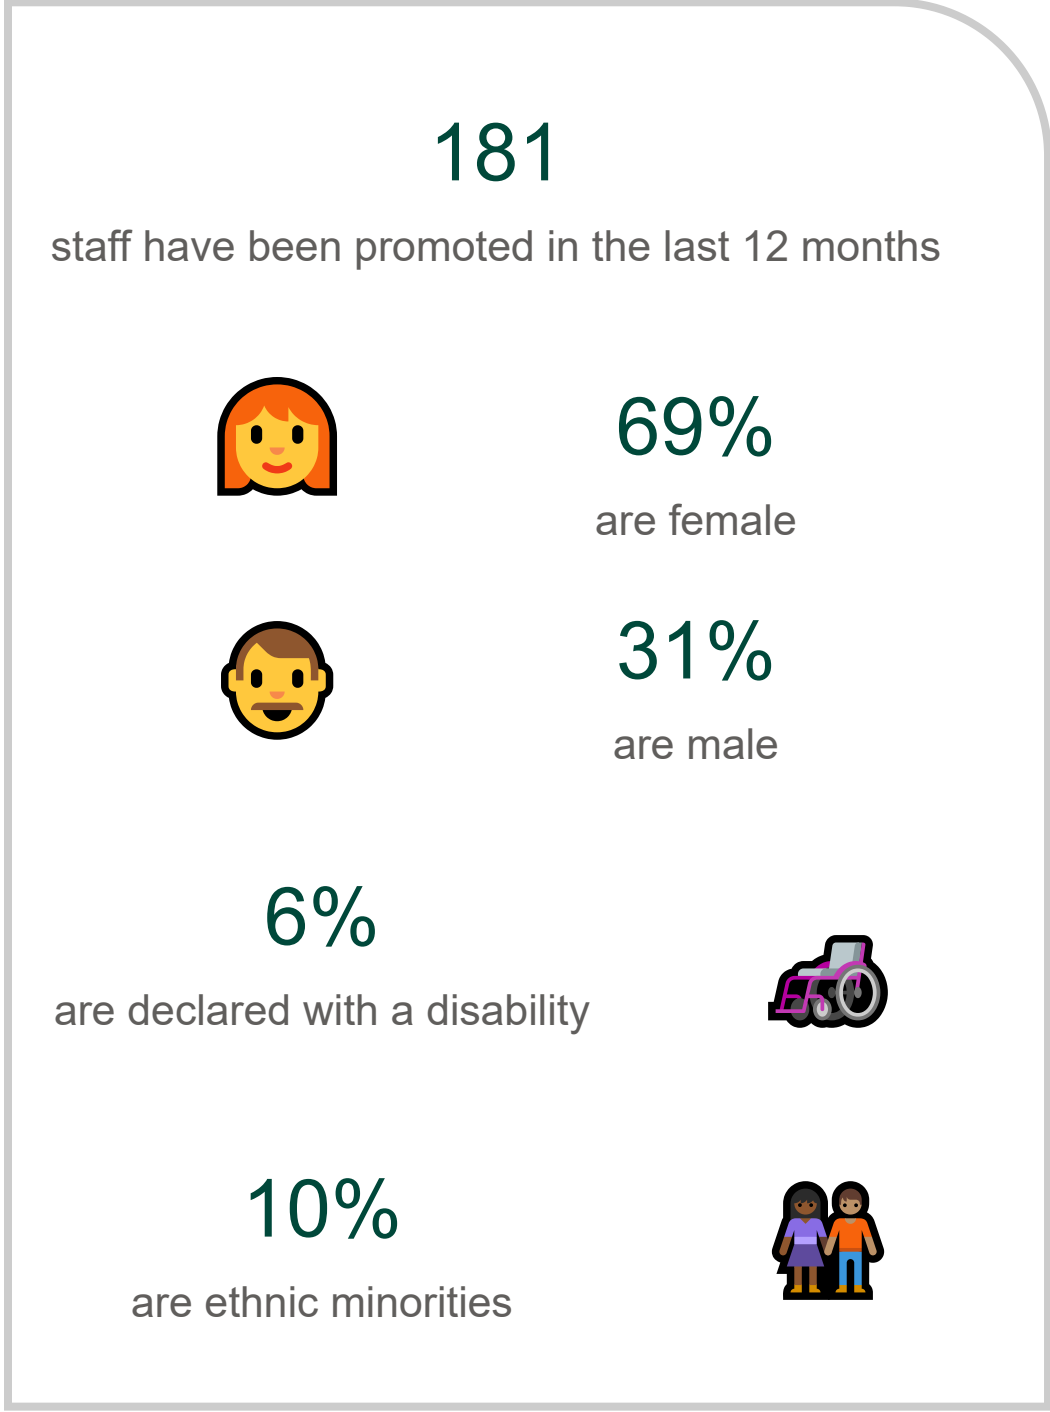 181
staff have been promoted in the last 12 months
69%
are female
31%
are male
6%
are declared with a disability
10%
are ethnic minorities